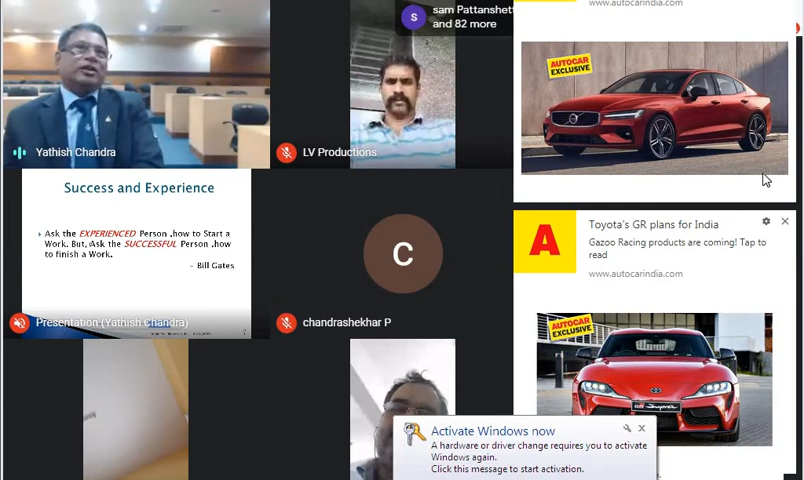 Yathish Chandra
LV Productions
S
sam Pattanshett
and 82 more
www.autocarindia.com
AUTOCAR
EXCLUSIVE
Success and Experience
Ask the EXPERIENCED Person ,how to Start a
Work. But, Ask the SUCCESSFUL Person ,how
to finish a Work.
– Bill Gates
Presentation (Yathish Chandra)
C
chandrashekhar P
A
Toyota's GR plans for India
Gazoo Racing products are coming! Tap to
read
www.autocarindia.com
AUTOCAR
EXCLUSIVE
GR Supra
Activate Windows now
A hardware or driver change requires you to activate
Windows again.
Click this message to start activation.